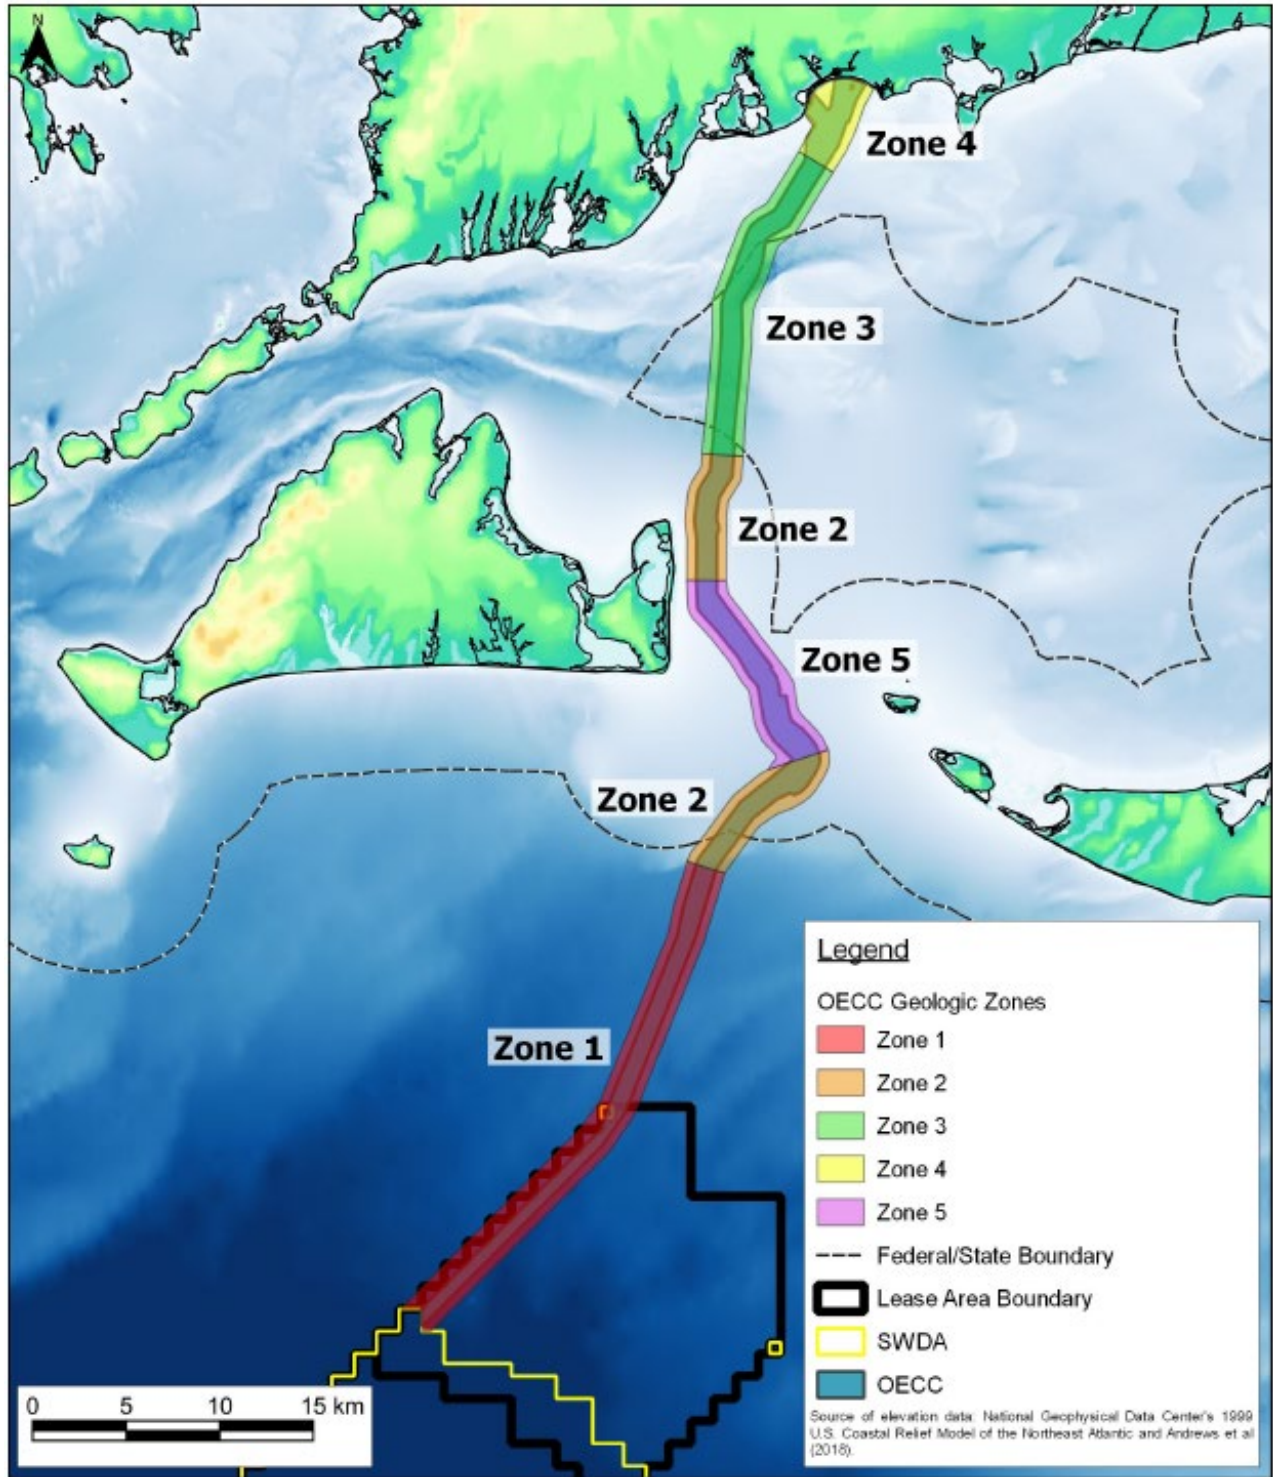 N
Zone 4
Zone 3
Zone 2
Zone 5
Zone 2
Zone 1
Legend
OECC Geologic Zones
Zone 1
Zone 2
Zone 3
Zone 4
Zone 5
Federal/State Boundary
Lease Area Boundary
SWDA
OECC
Source of elevation data: National Geophysical Data Center's 1999
U.S. Coastal Relief Model of the Northeast Atlantic and Andrews et al
(2018).
0 5 10 15 km